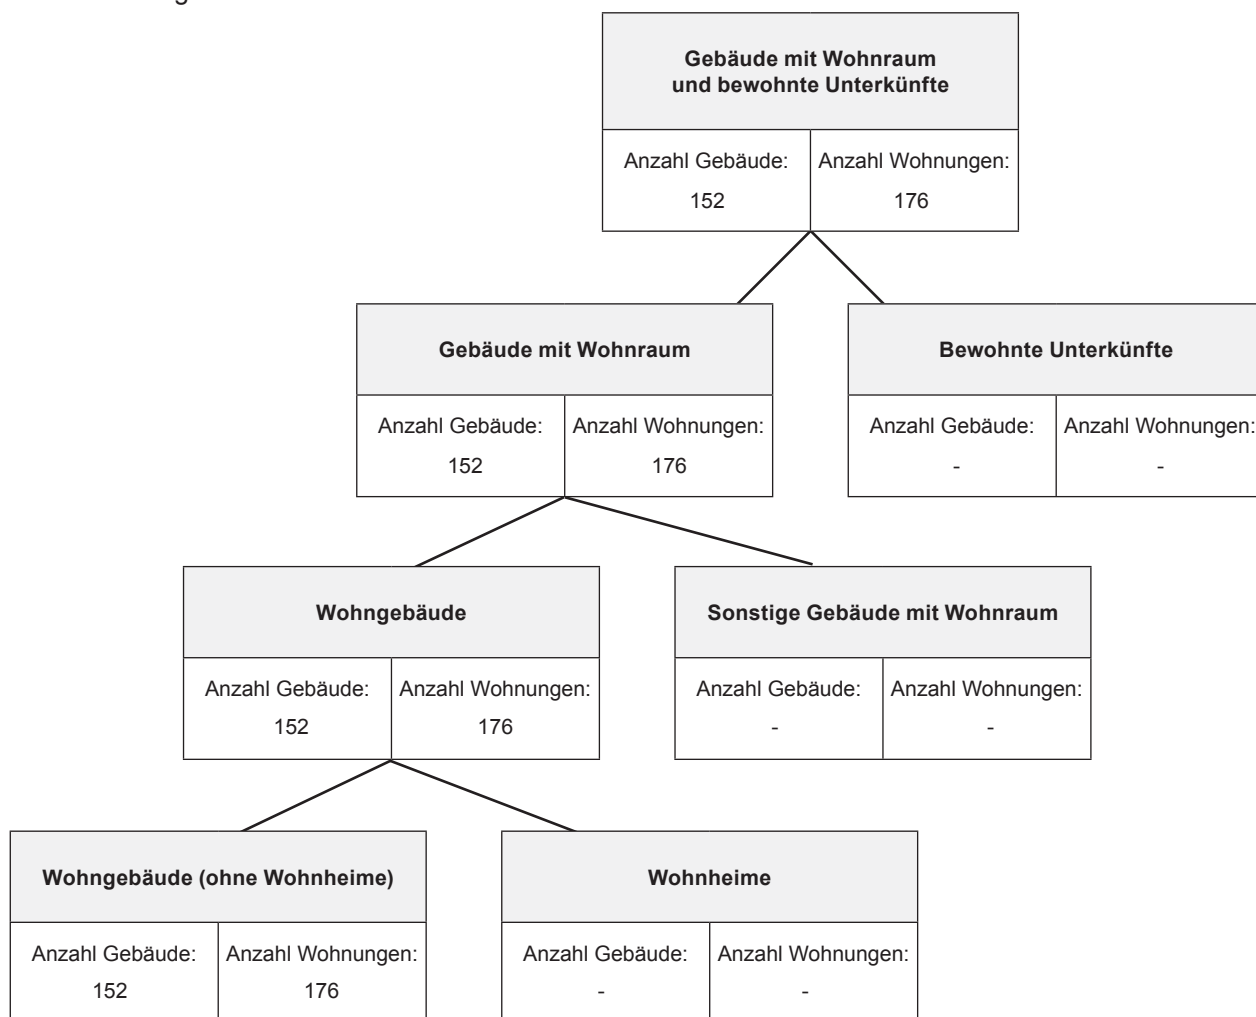 Gebäude mit Wohnraum
und bewohnte Unterkünfte
Anzahl Gebäude: Anzahl Wohnungen:
152 176
Gebäude mit Wohnraum
Bewohnte Unterkünfte
Anzahl Gebäude: Anzahl Wohnungen:
152 176
Anzahl Gebäude: Anzahl Wohnungen:
- -
Wohngebäude
Sonstige Gebäude mit Wohnraum
Anzahl Gebäude: Anzahl Wohnungen:
152 176
Anzahl Gebäude: Anzahl Wohnungen:
- -
Wohngebäude (ohne Wohnheime)
Wohnheime
Anzahl Gebäude: Anzahl Wohnungen:
152 176
Anzahl Gebäude: Anzahl Wohnungen:
- -